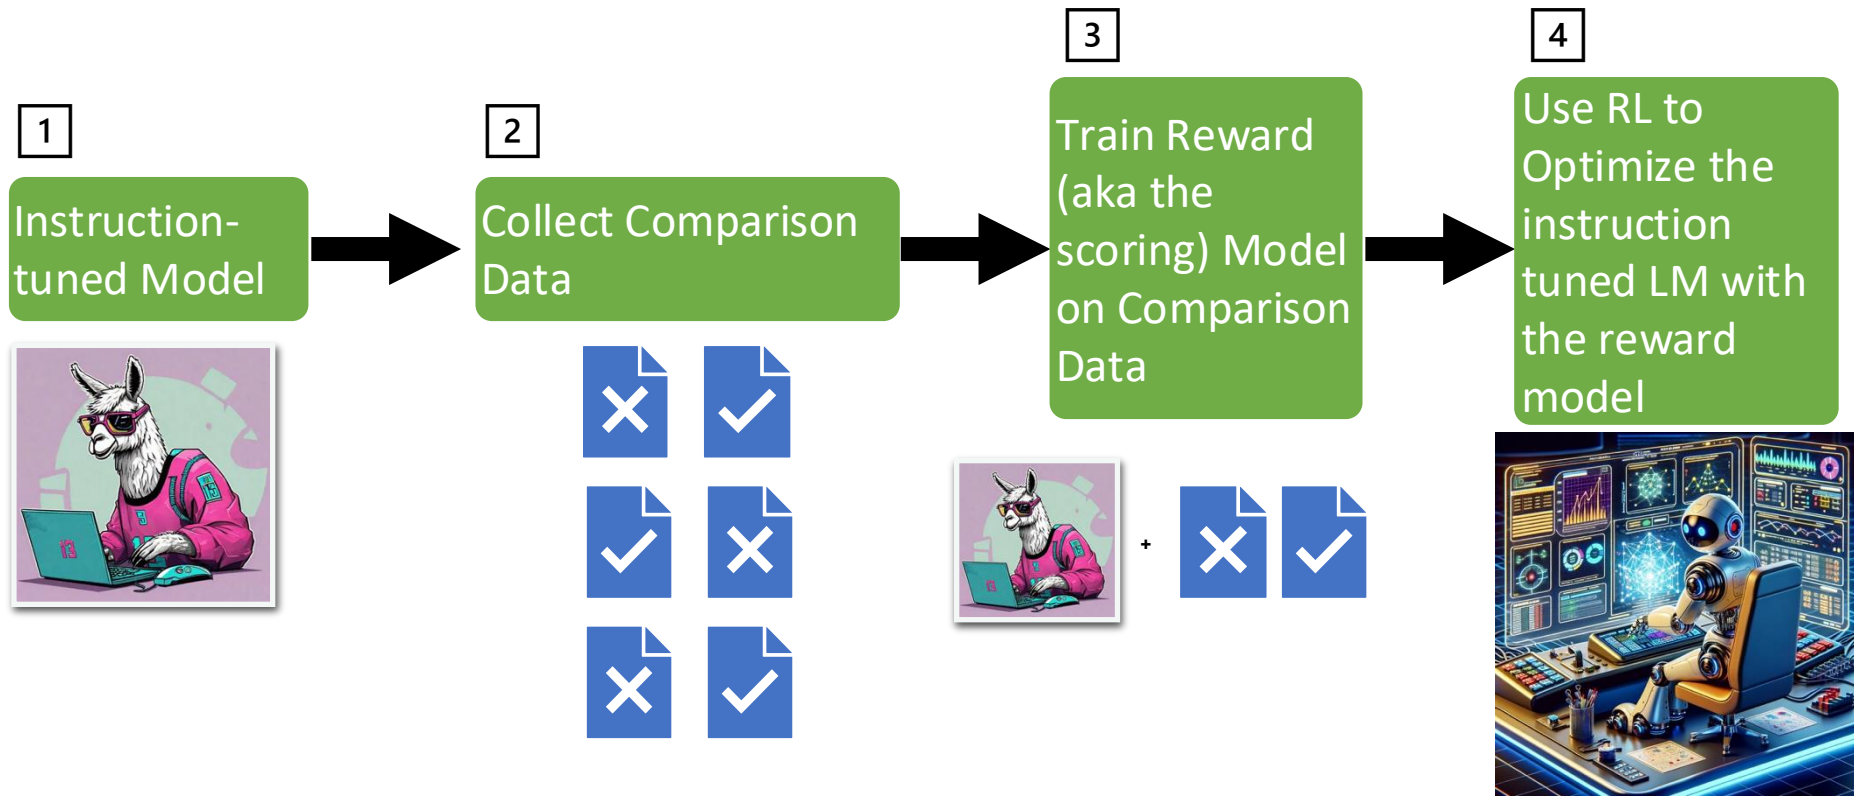 1
Instruction-
tuned Model
2
Collect Comparison
Data
3
Train Reward
(aka the
scoring) Model
on Comparison
Data
+
4
Use RL to
Optimize the
instruction
tuned LM with
the reward
model